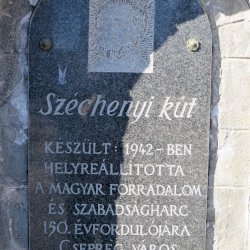 Széchenyi kút
KÉSZÜLT: 1942-BEN
HELYREÁLLÍTOTTA
A MAGYAR FORRADALOM
ÉS SZABADSÁGHARC
150. ÉVFORDULÓJÁRA
CSEPREG VÁROS